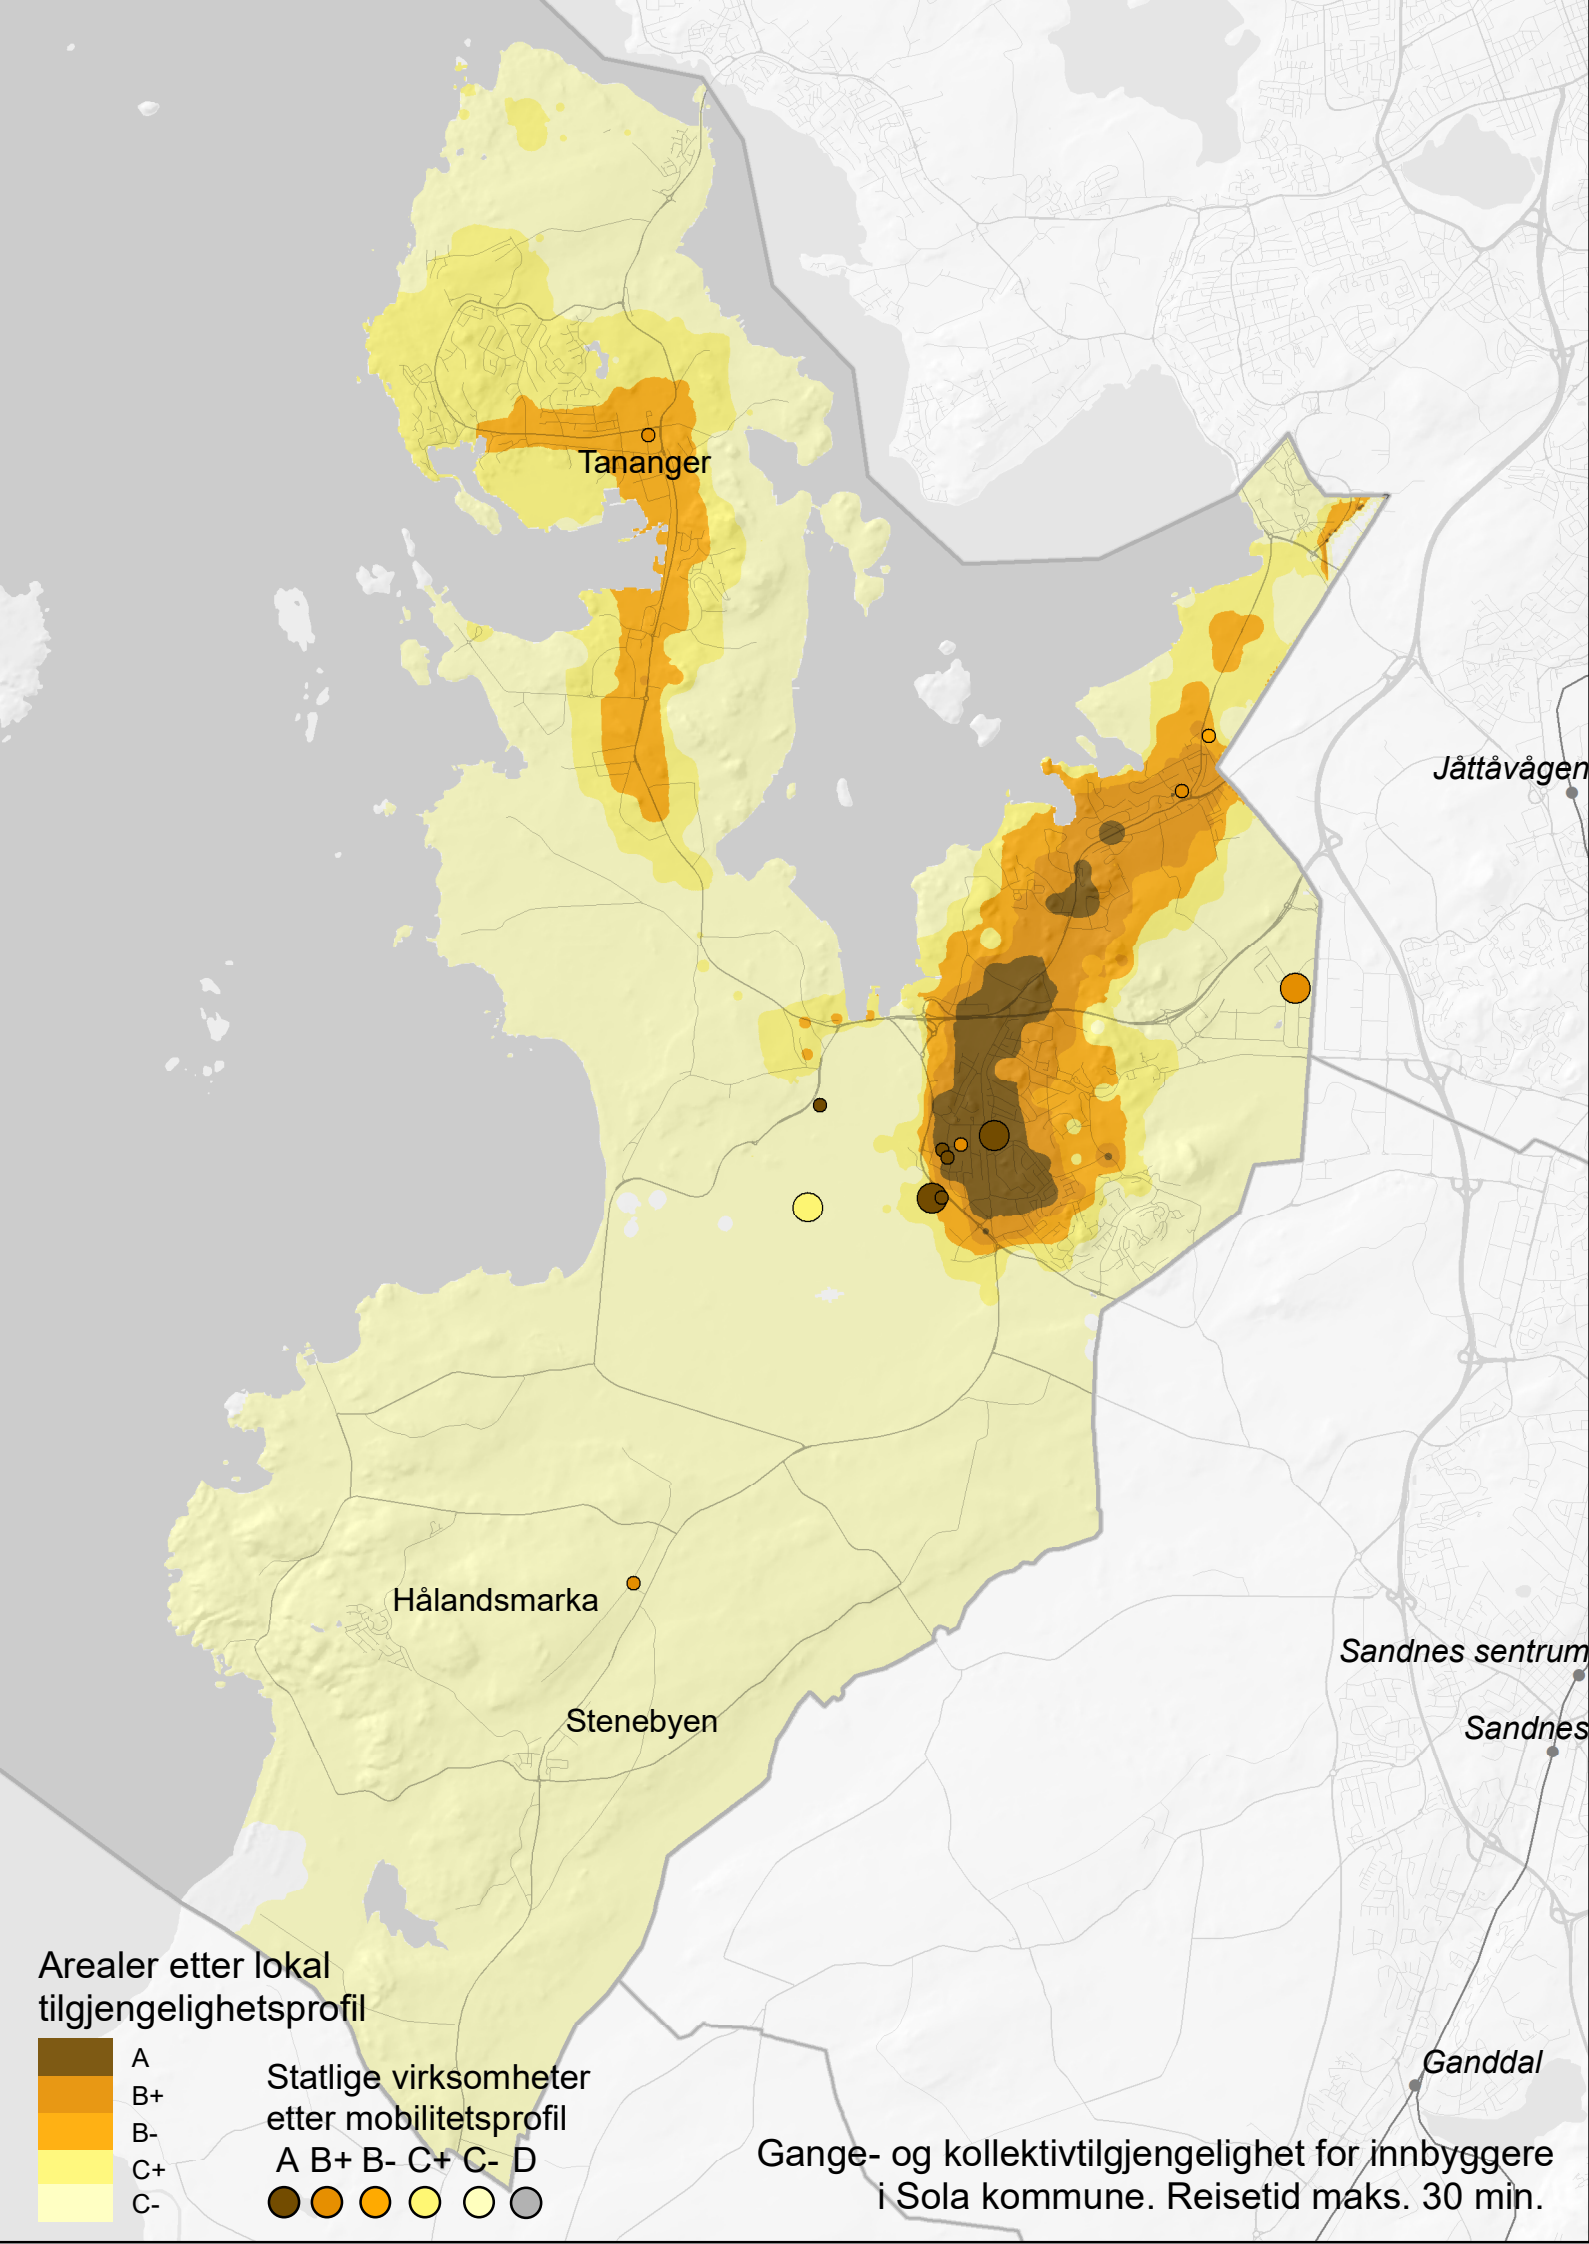 Tananger
Jåttåvågen
Hålandsmarka
Sandnes sentrum
Stenebyen
Sandnes
Arealer etter lokal
tilgjengelighetsprofil
A
B+
B-
C+
C-
Statlige virksomheter
etter mobilitetsprofil
A B+ B- C+ C- D
Ganddal
Gange- og kollektivtilgjengelighet for innbyggere
i Sola kommune. Reisetid maks. 30 min.